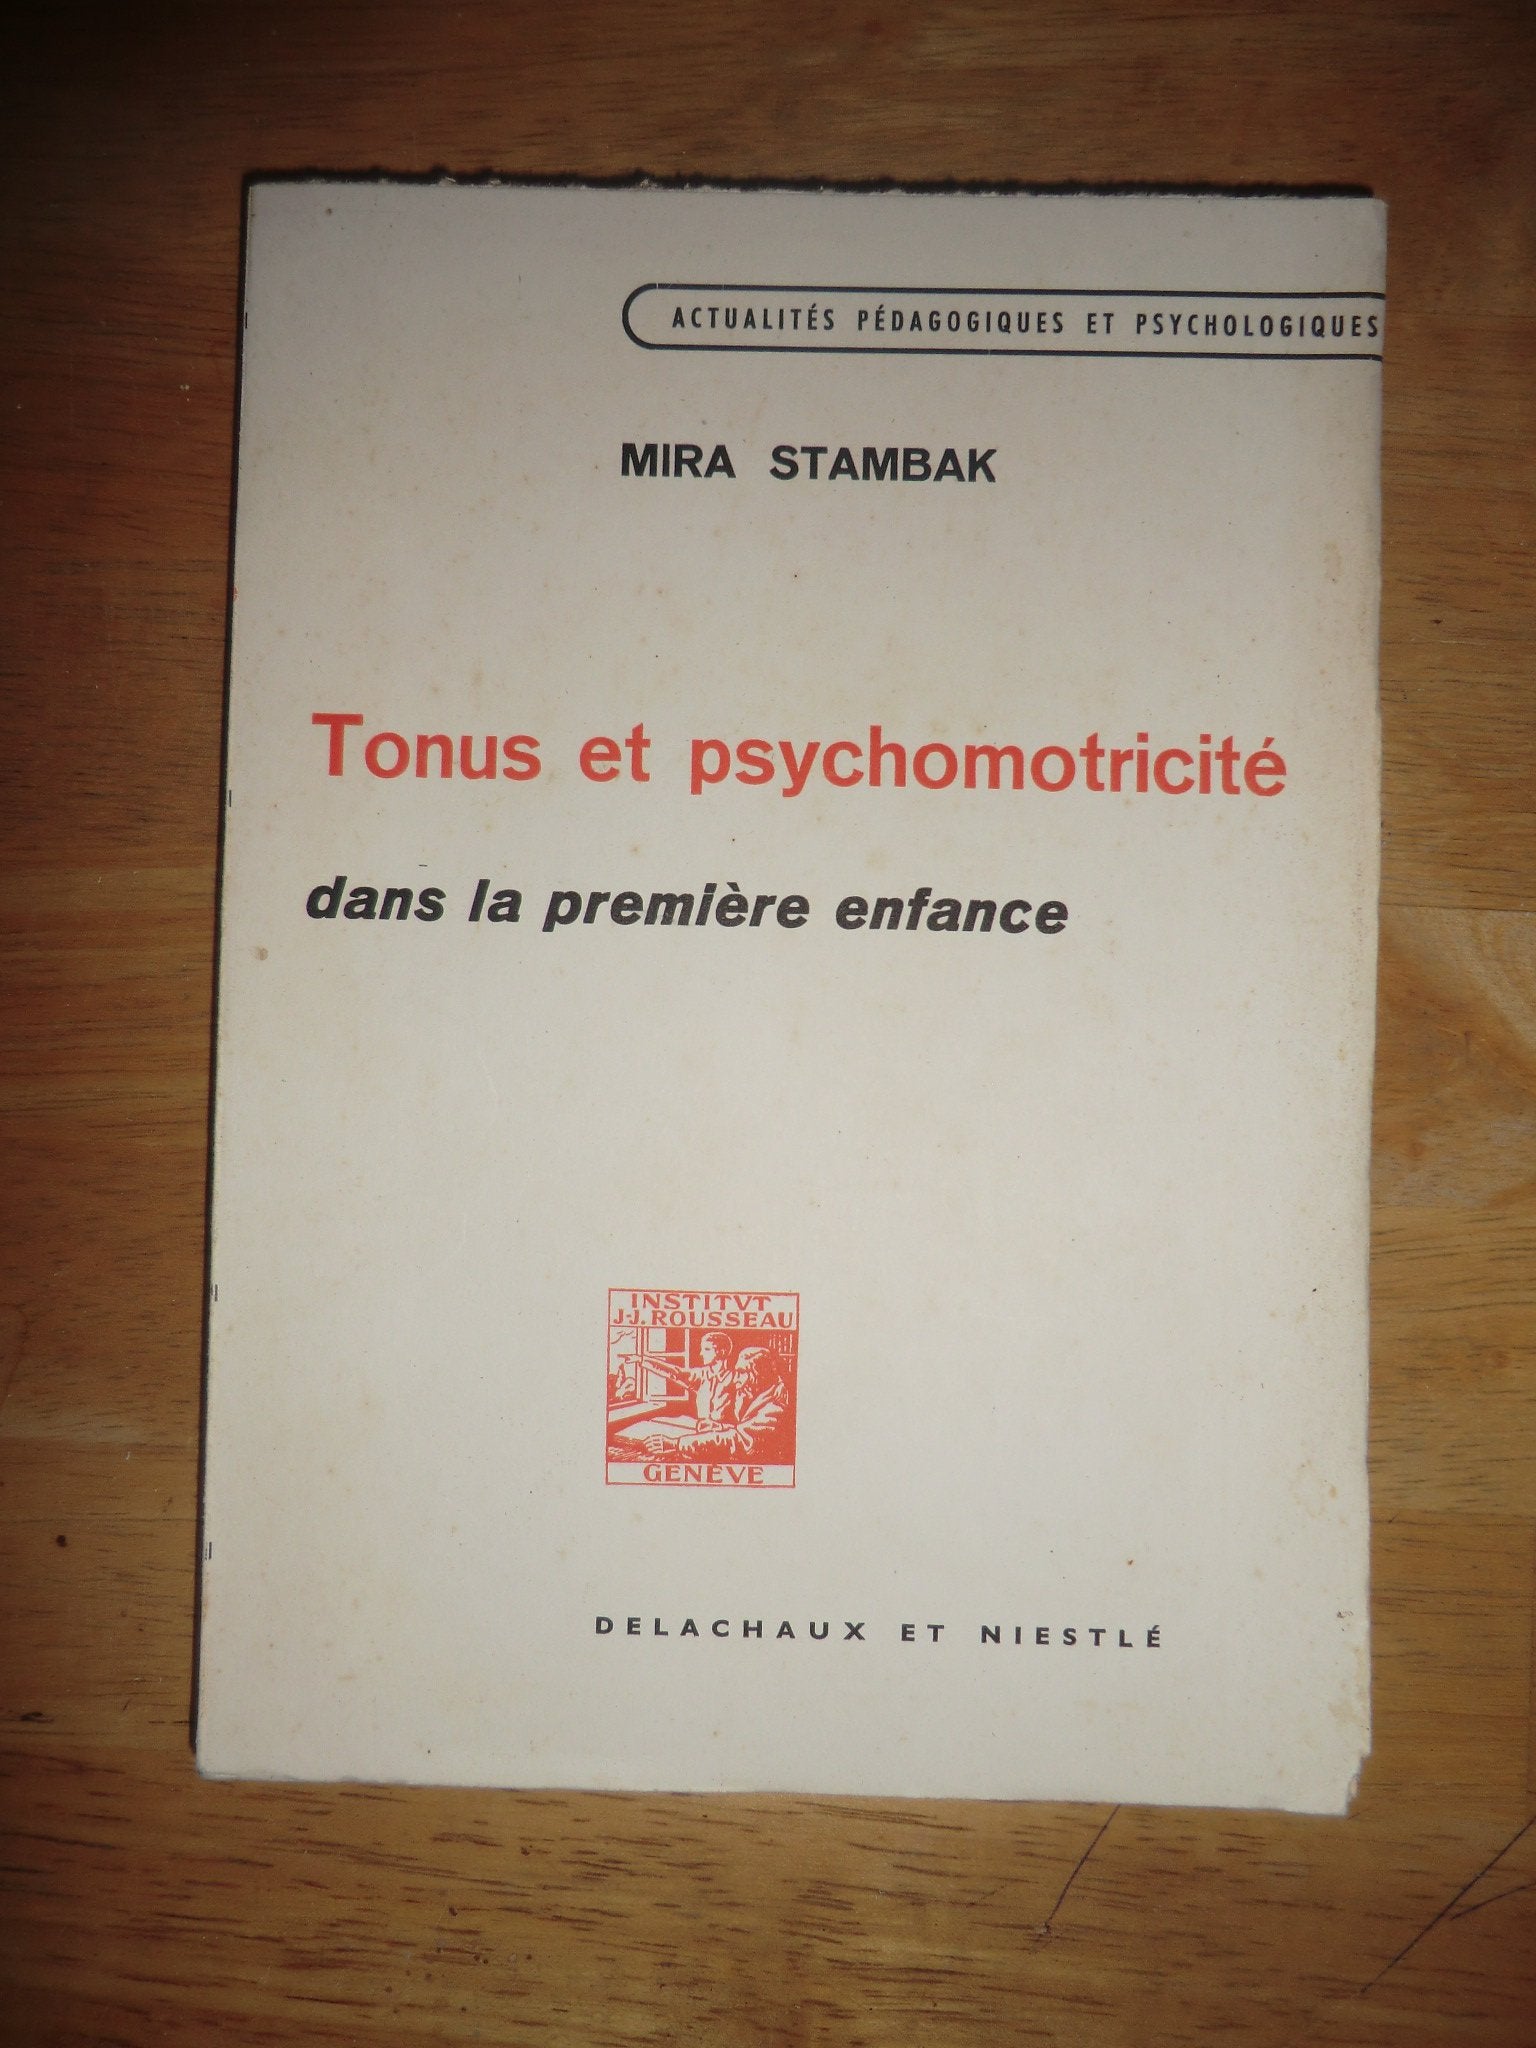 ACTUALITÉS PÉDAGOGIQUES ET PSYCHOLOGIQUES
MIRA STAMBAK
Tonus et psychomotricité
dans la première enfance
INSTITVT
J-J. ROUSSEAU
GENÈVE
DELACHAUX ET NIESTLÉ